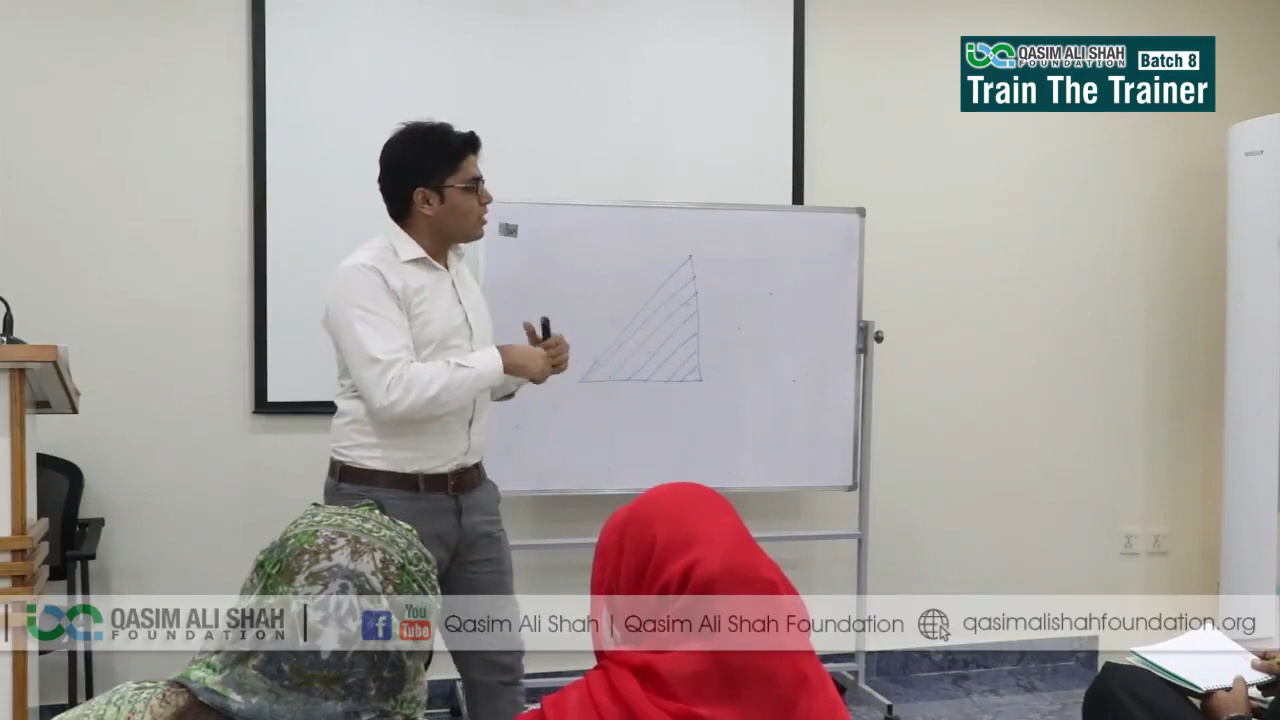 QASIM ALI SHAH
FOUNDATION
Batch 8
Train The Trainer
QASIM ALI SHAH
FOUNDATION
You
Tube
Qasim Ali Shah | Qasim Ali Shah Foundation
qasimalishahfoundation.org